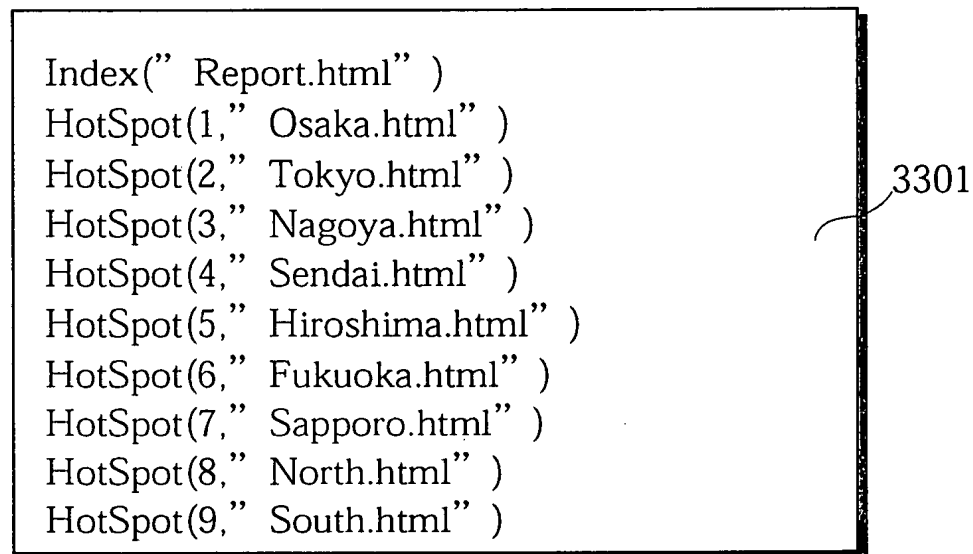 Index(” Report.html” )
HotSpot(1,” Osaka.html” )
HotSpot(2,” Tokyo.html” )
HotSpot(3,” Nagoya.html” )
HotSpot(4,” Sendai.html” )
HotSpot(5,” Hiroshima.html” )
HotSpot(6,” Fukuoka.html” )
HotSpot(7,” Sapporo.html” )
HotSpot(8,” North.html” )
HotSpot(9,” South.html” )
3301